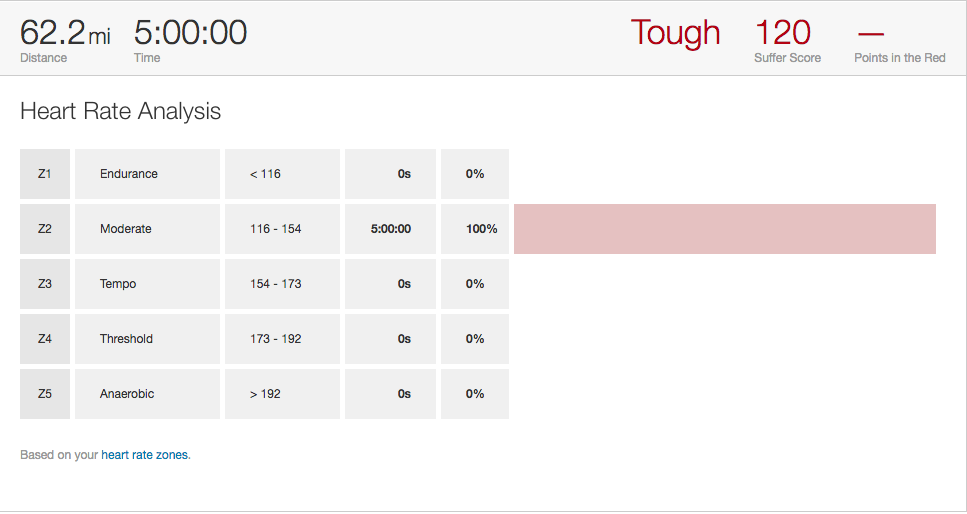 62.2 mi 5:00:00 Tough 120 —
Distance Time Suffer Score Points in the Red
Heart Rate Analysis
Z1 Endurance < 116 0s 0%
Z2 Moderate 116 - 154 5:00:00 100%
Z3 Tempo 154 - 173 0s 0%
Z4 Threshold 173 - 192 0s 0%
Z5 Anaerobic > 192 0s 0%
Based on your heart rate zones.